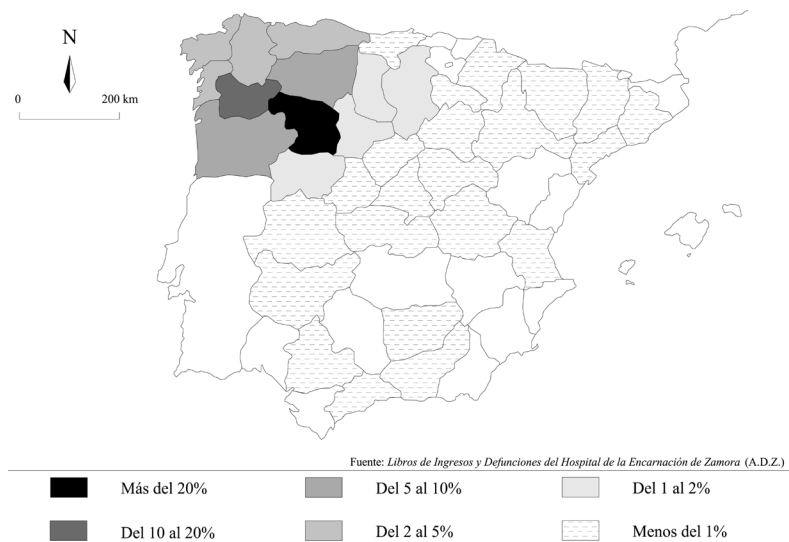 N
0 200 km
Fuente: Libros de Ingresos y Defunciones del Hospital de la Encarnación de Zamora (A.D.Z.)
Más del 20% Del 5 al 10% Del 1 al 2%
Del 10 al 20% Del 2 al 5% Menos del 1%